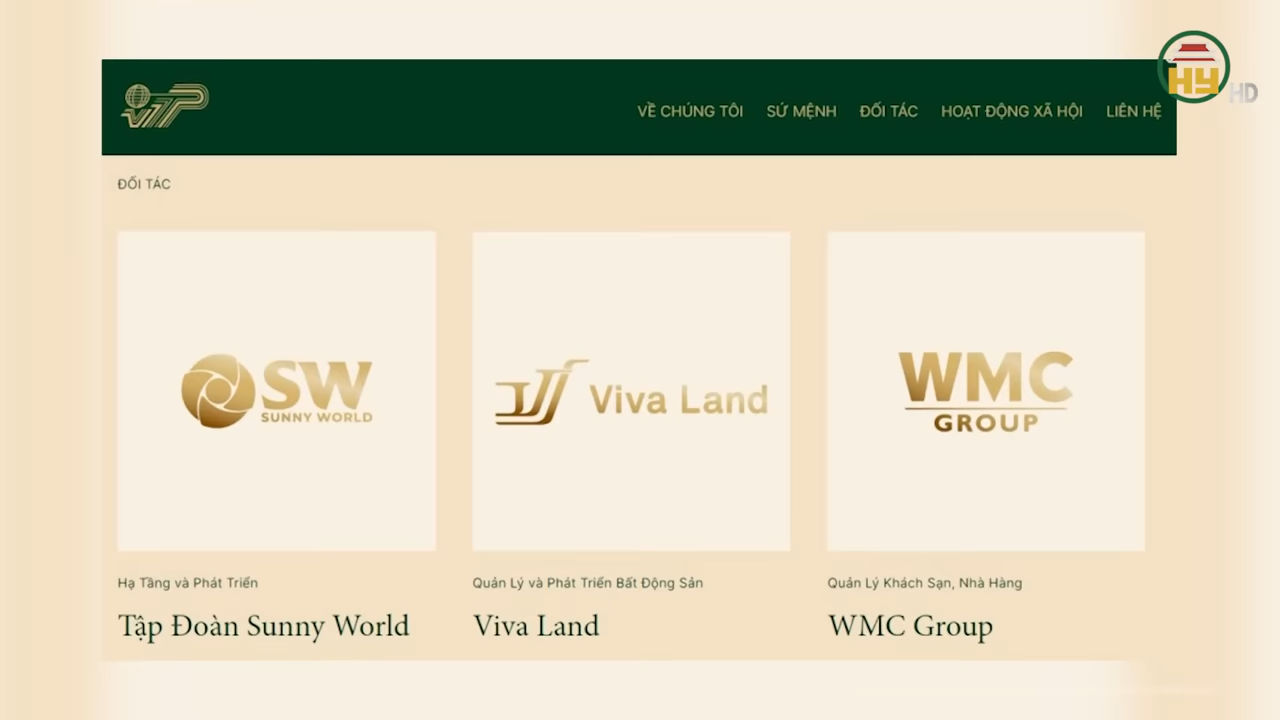 VTP
VỀ CHÚNG TÔI SỨ MỆNH ĐỐI TÁC HOẠT ĐỘNG XÃ HỘI LIÊN HỆ
HY HD
ĐỐI TÁC
SW
SUNNY WORLD
Viva Land
WMC
GROUP
Hạ Tầng và Phát Triển
Tập Đoàn Sunny World
Quản Lý và Phát Triển Bất Động Sản
Viva Land
Quản Lý Khách Sạn, Nhà Hàng
WMC Group